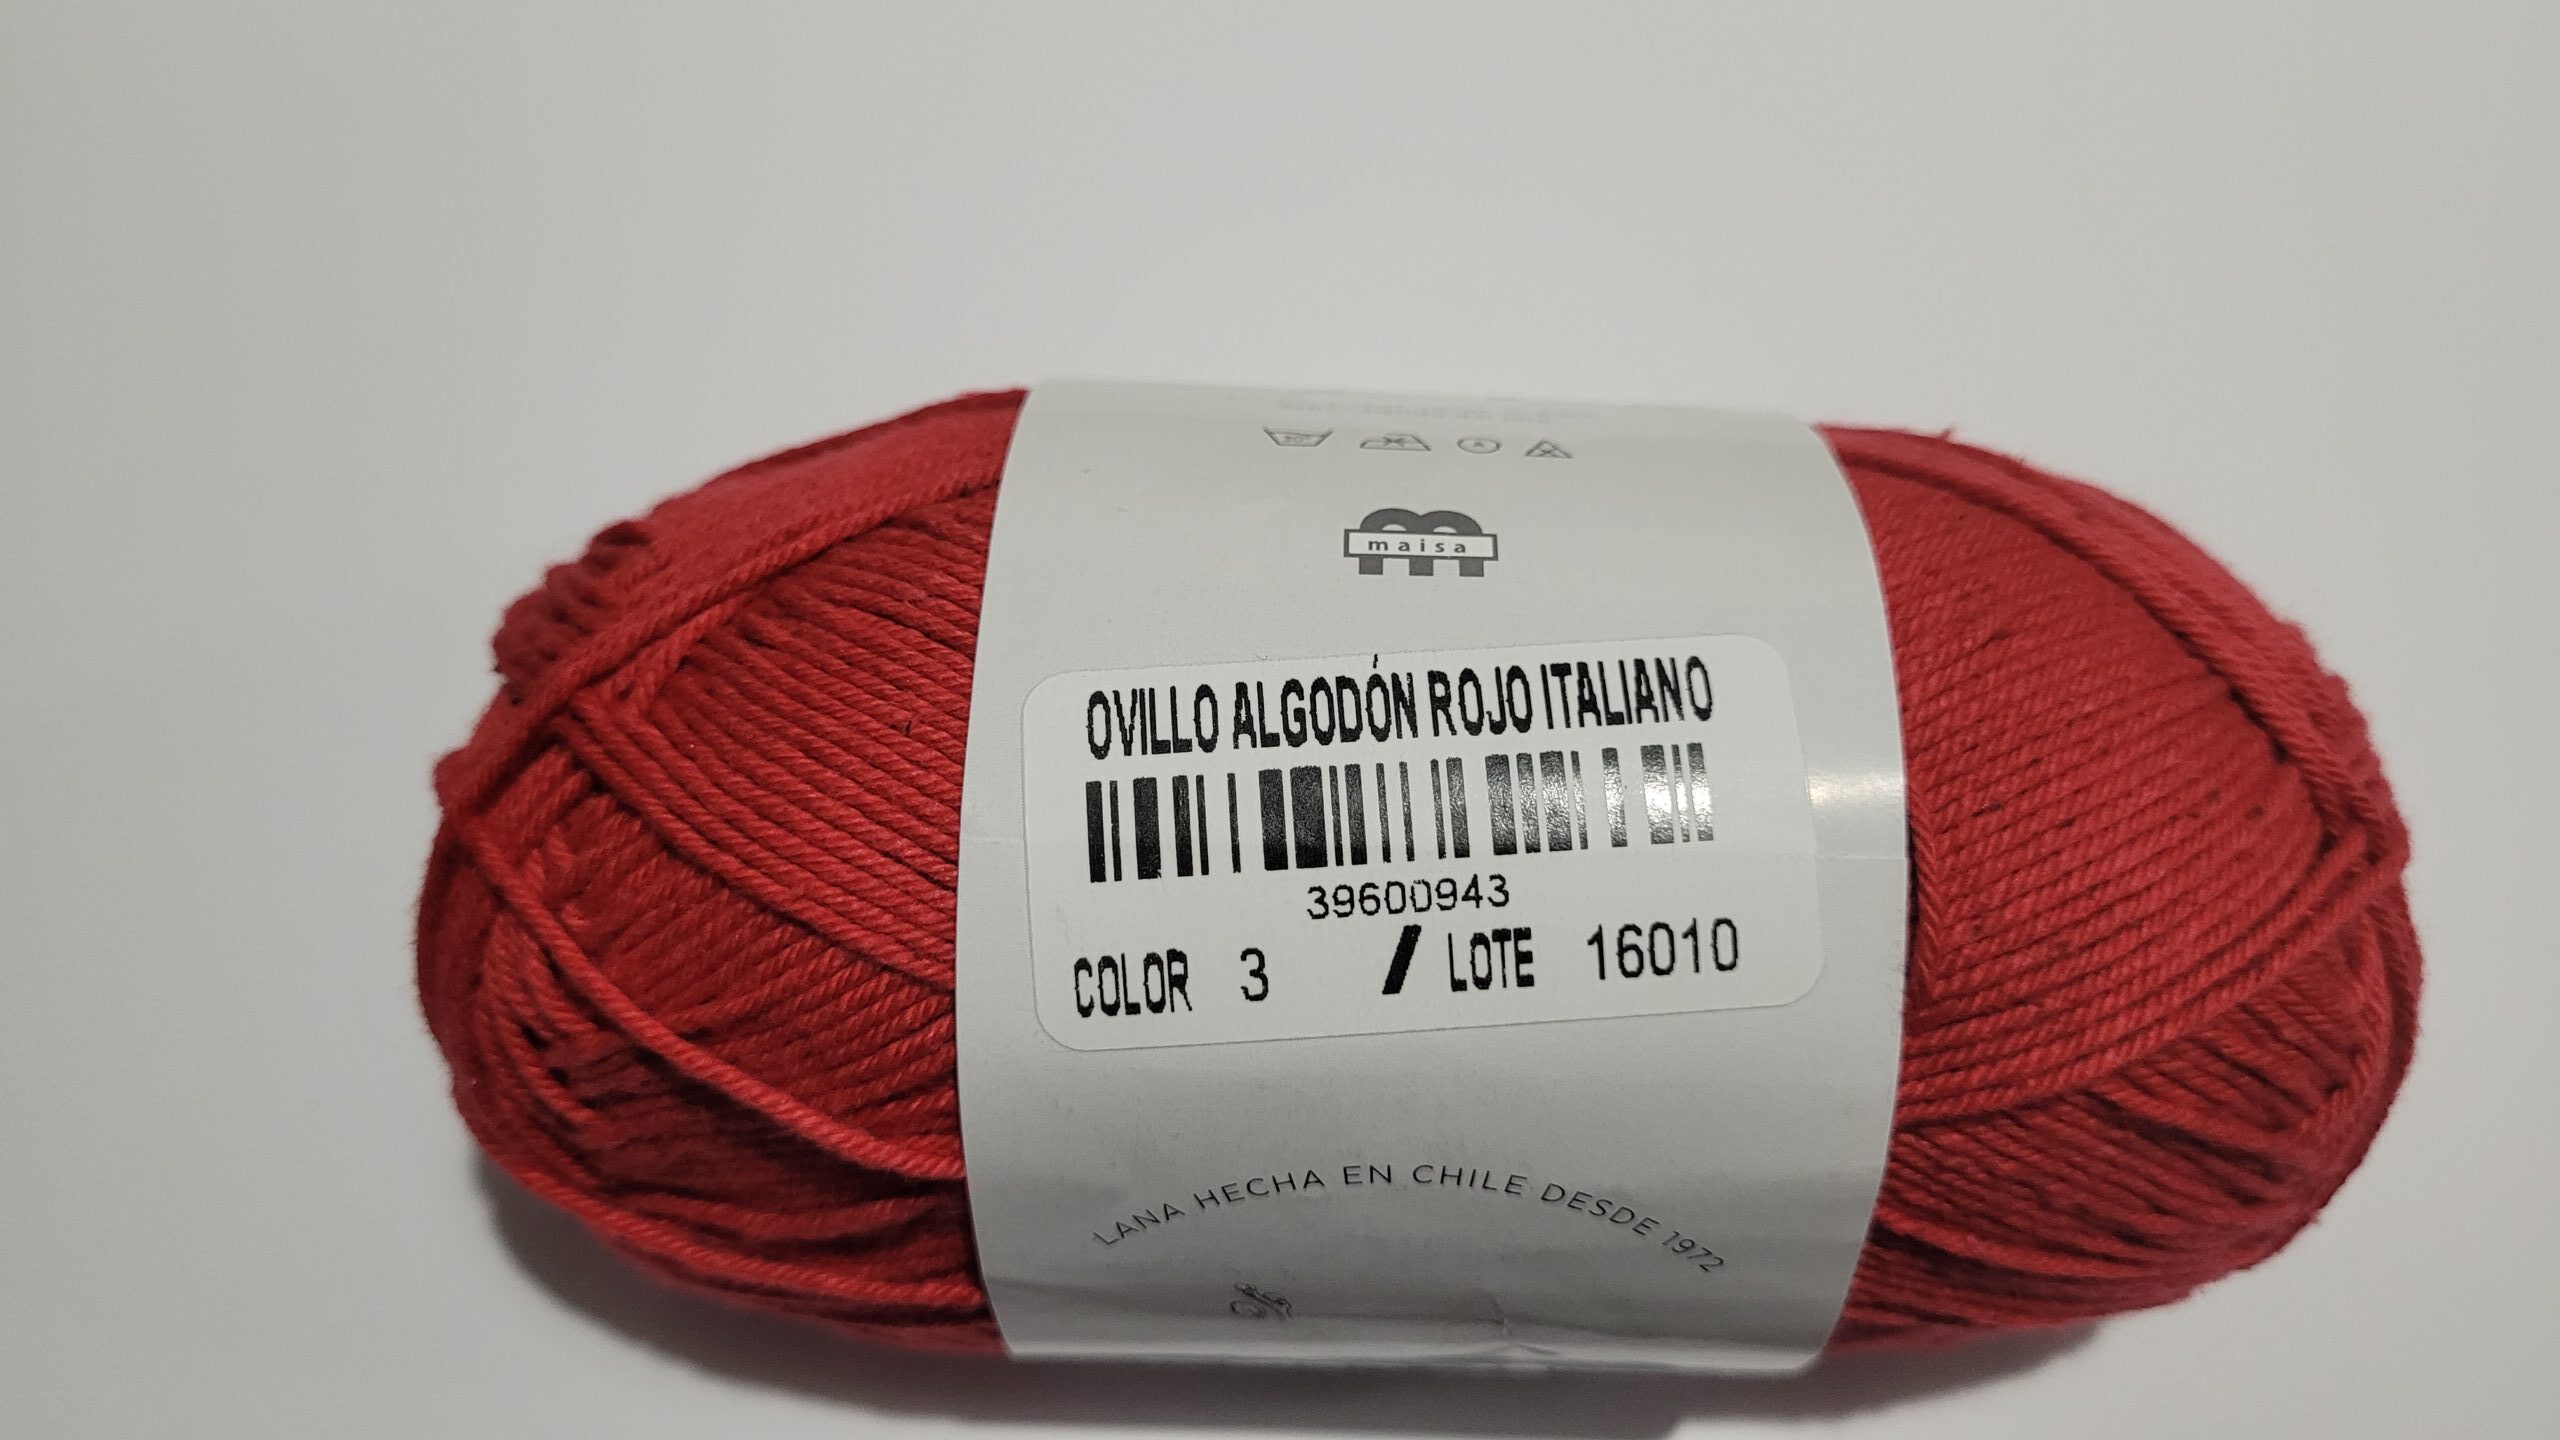 maisa
OVILLO ALGODÓN ROJO ITALIANO
39600943
COLOR 3 / LOTE 16010
LANA HECHA EN CHILE DESDE 1972